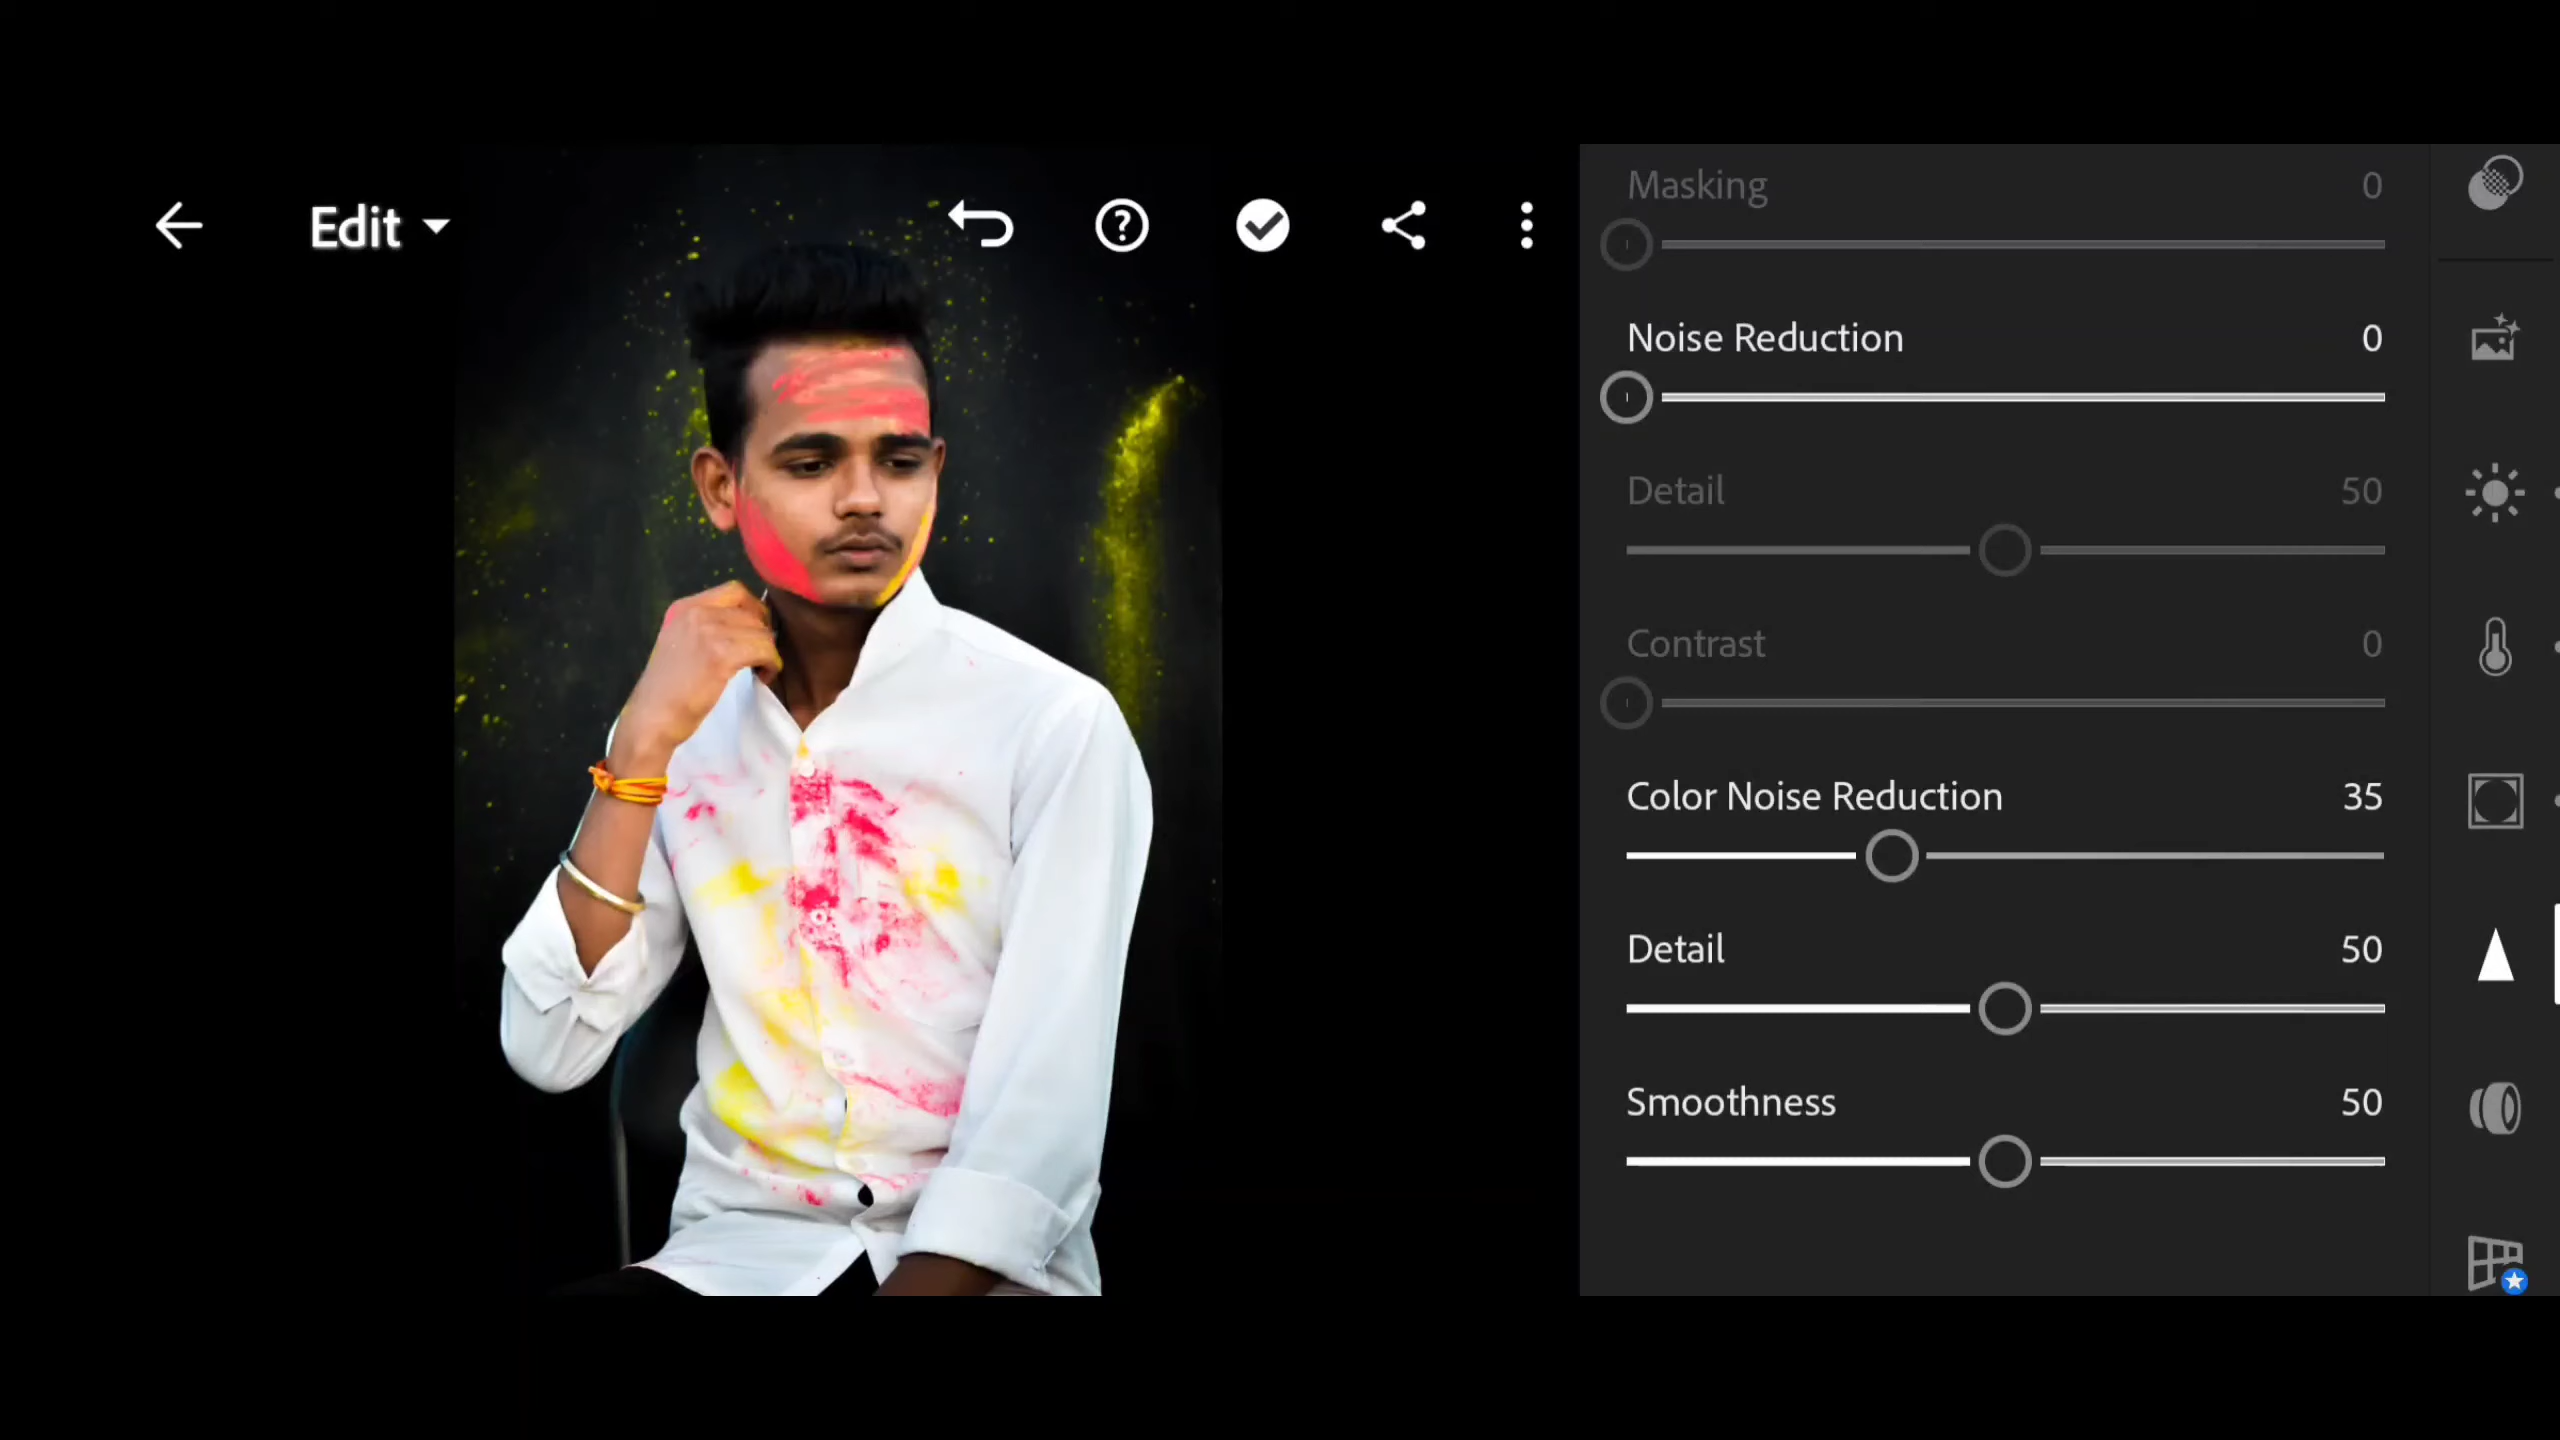 Edit
Masking 0
Noise Reduction 0
Detail 50
Contrast 0
Color Noise Reduction 35
Detail 50
Smoothness 50